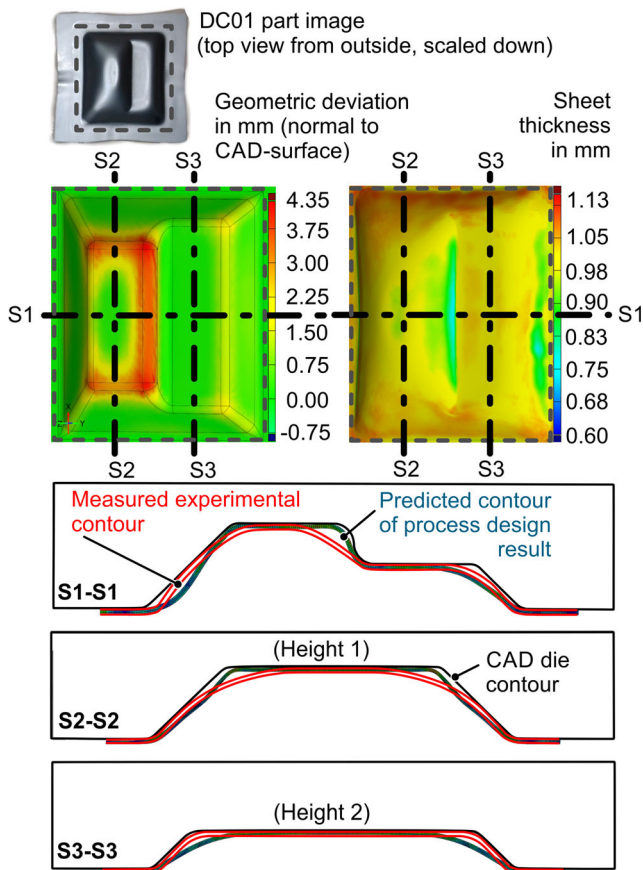 DC01 part image
(top view from outside, scaled down)
Geometric deviation
in mm (normal to
CAD-surface)
Sheet
thickness
in mm
S2
S3
S2
S3
4.35
3.75
3.00
2.25
1.50
0.75
0.00
-0.75
1.13
1.05
0.98
0.90
0.83
0.75
0.68
0.60
S1
S1
X
Y
S2
S3
S2
S3
Measured experimental
contour
Predicted contour
of process design
result
S1-S1
(Height 1)
CAD die
contour
S2-S2
(Height 2)
S3-S3